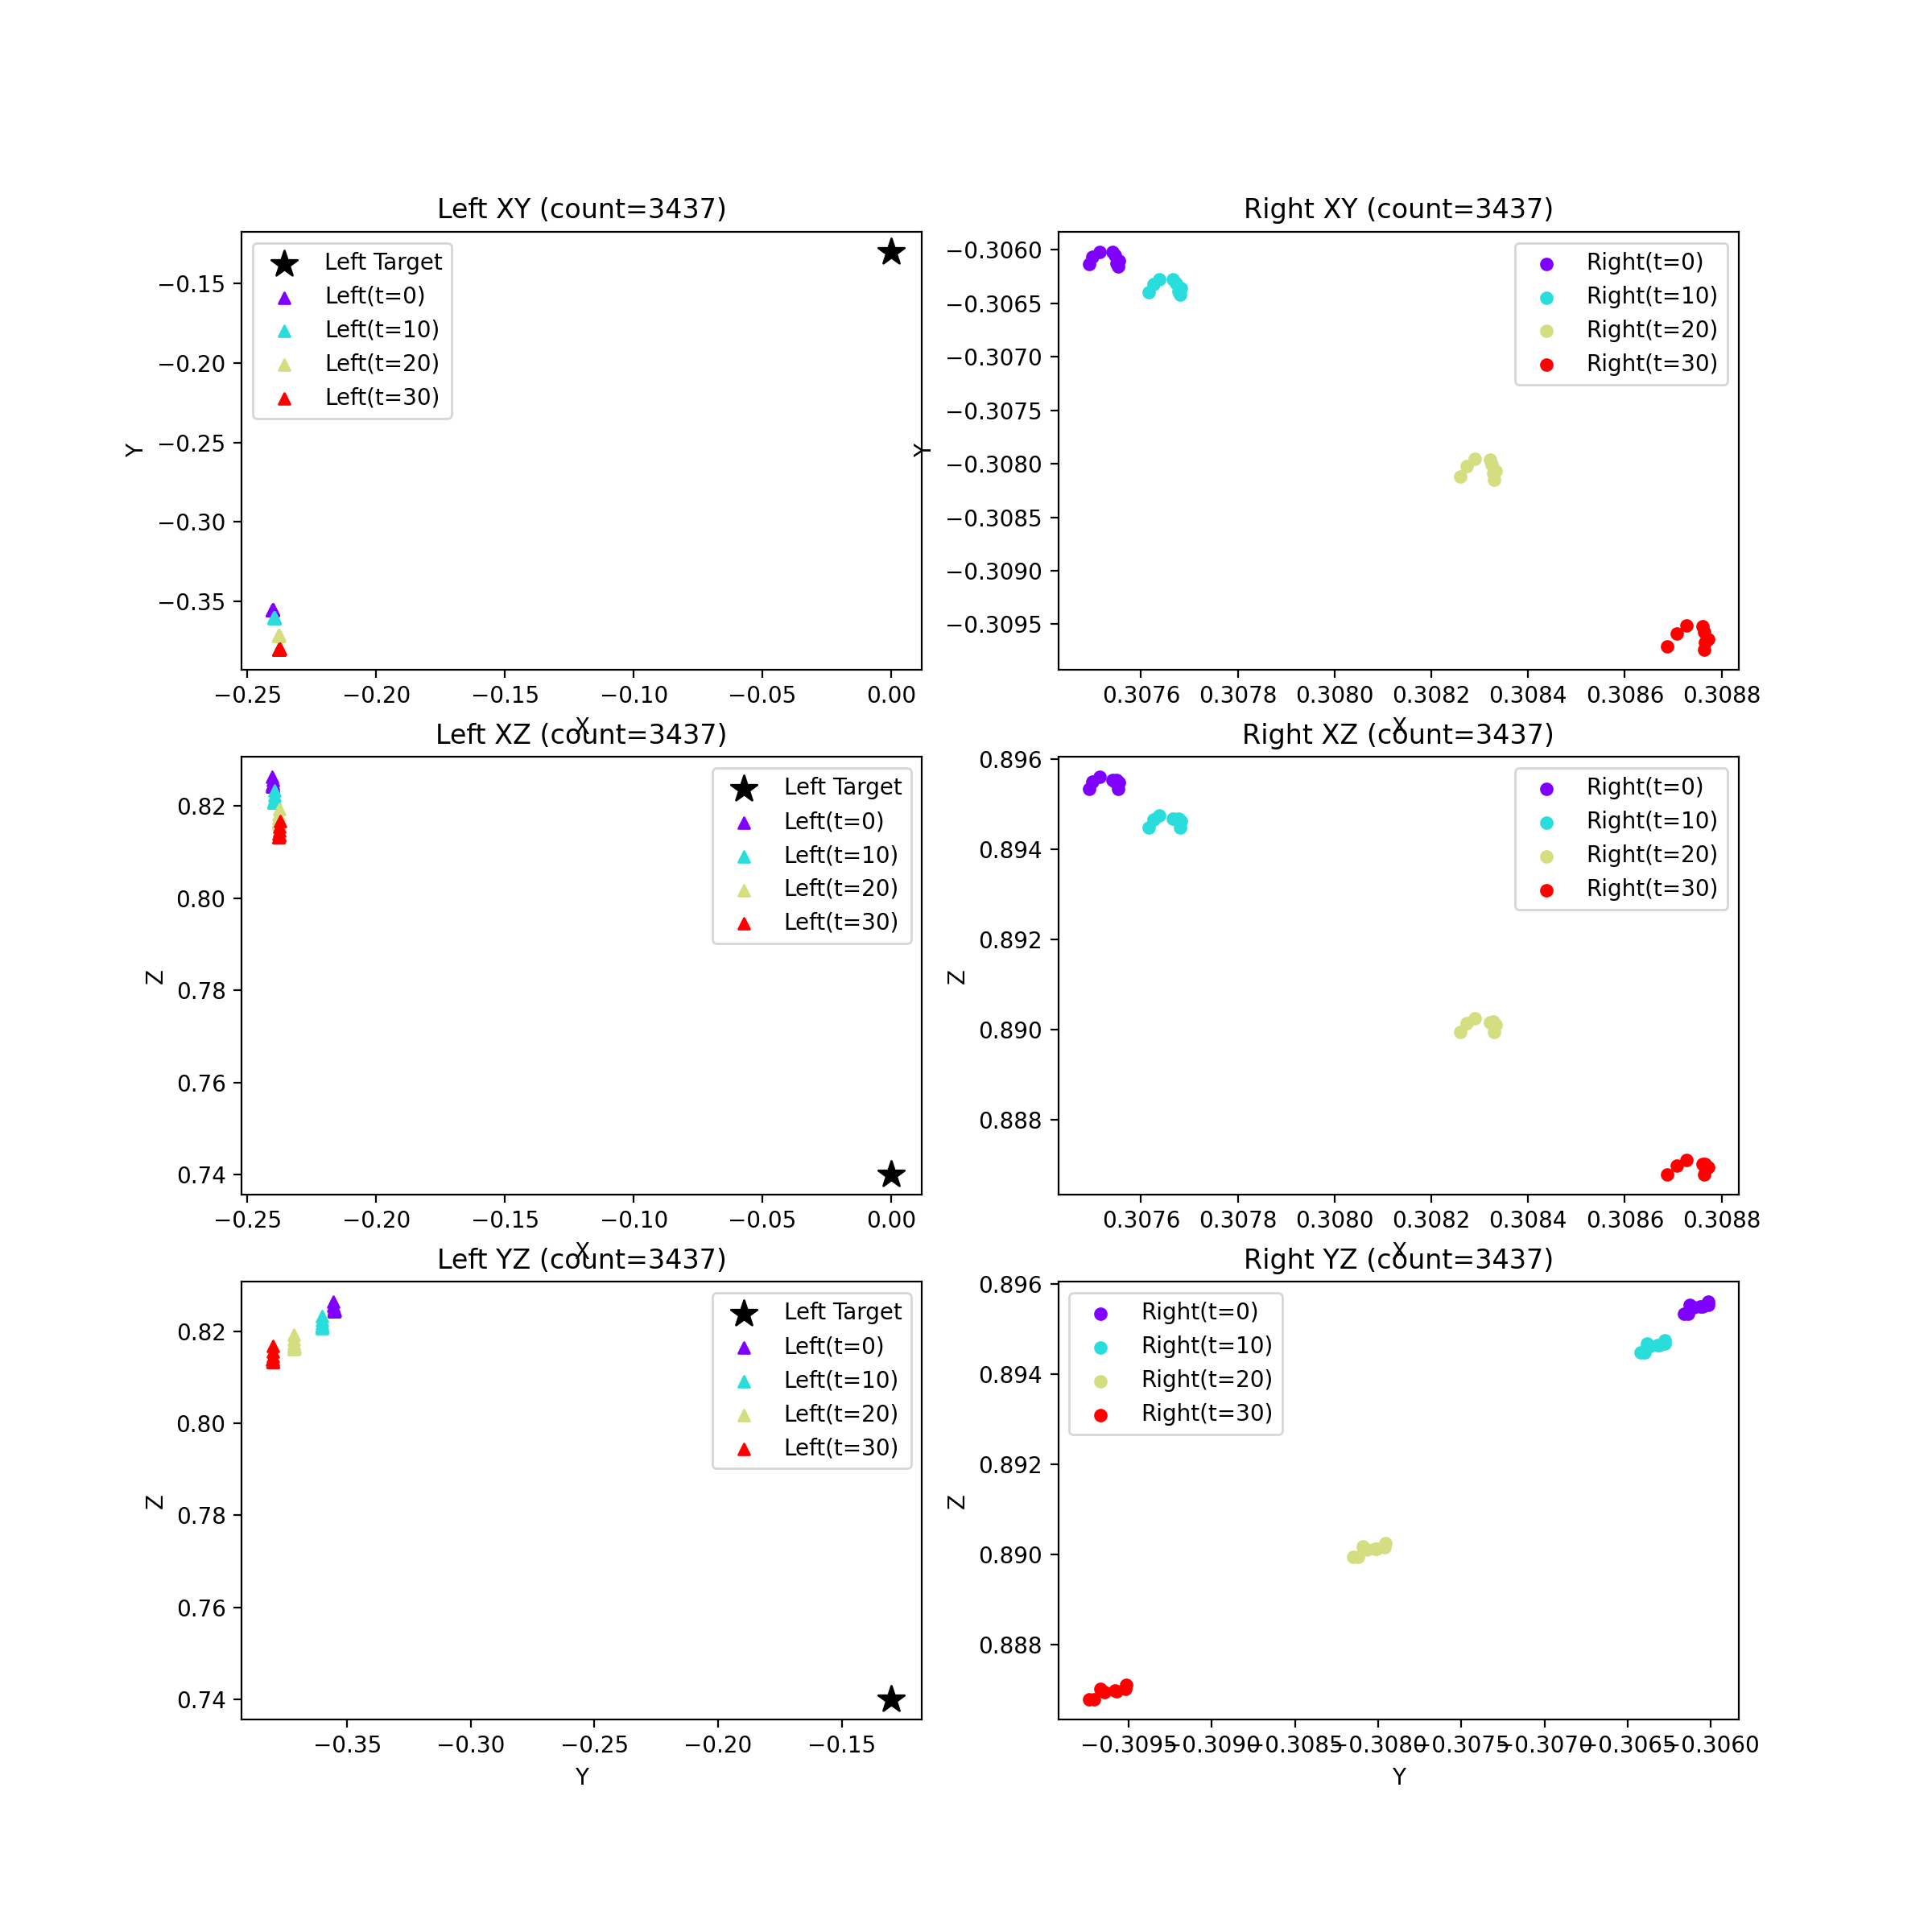 Left XY (count=3437)
Left Target
Left(t=0)
Left(t=10)
Left(t=20)
Left(t=30)
−0.15
−0.20
−0.25
−0.30
−0.35
Y
−0.25 −0.20 −0.15 −0.10 −0.05 0.00
X
Right XY (count=3437)
Right(t=0)
Right(t=10)
Right(t=20)
Right(t=30)
−0.3060
−0.3065
−0.3070
−0.3075
−0.3080
−0.3085
−0.3090
−0.3095
Y
0.3076 0.3078 0.3080 0.3082 0.3084 0.3086 0.3088
X
Left XZ (count=3437)
Left Target
Left(t=0)
Left(t=10)
Left(t=20)
Left(t=30)
0.82
0.80
0.78
0.76
0.74
Z
−0.25 −0.20 −0.15 −0.10 −0.05 0.00
X
Right XZ (count=3437)
Right(t=0)
Right(t=10)
Right(t=20)
Right(t=30)
0.896
0.894
0.892
0.890
0.888
Z
0.3076 0.3078 0.3080 0.3082 0.3084 0.3086 0.3088
X
Left YZ (count=3437)
Left Target
Left(t=0)
Left(t=10)
Left(t=20)
Left(t=30)
0.82
0.80
0.78
0.76
0.74
Z
−0.35 −0.30 −0.25 −0.20 −0.15
Y
Right YZ (count=3437)
Right(t=0)
Right(t=10)
Right(t=20)
Right(t=30)
0.896
0.894
0.892
0.890
0.888
Z
−0.3095 −0.3090 −0.3085 −0.3080 −0.3075 −0.3070 −0.3065 −0.3060
Y